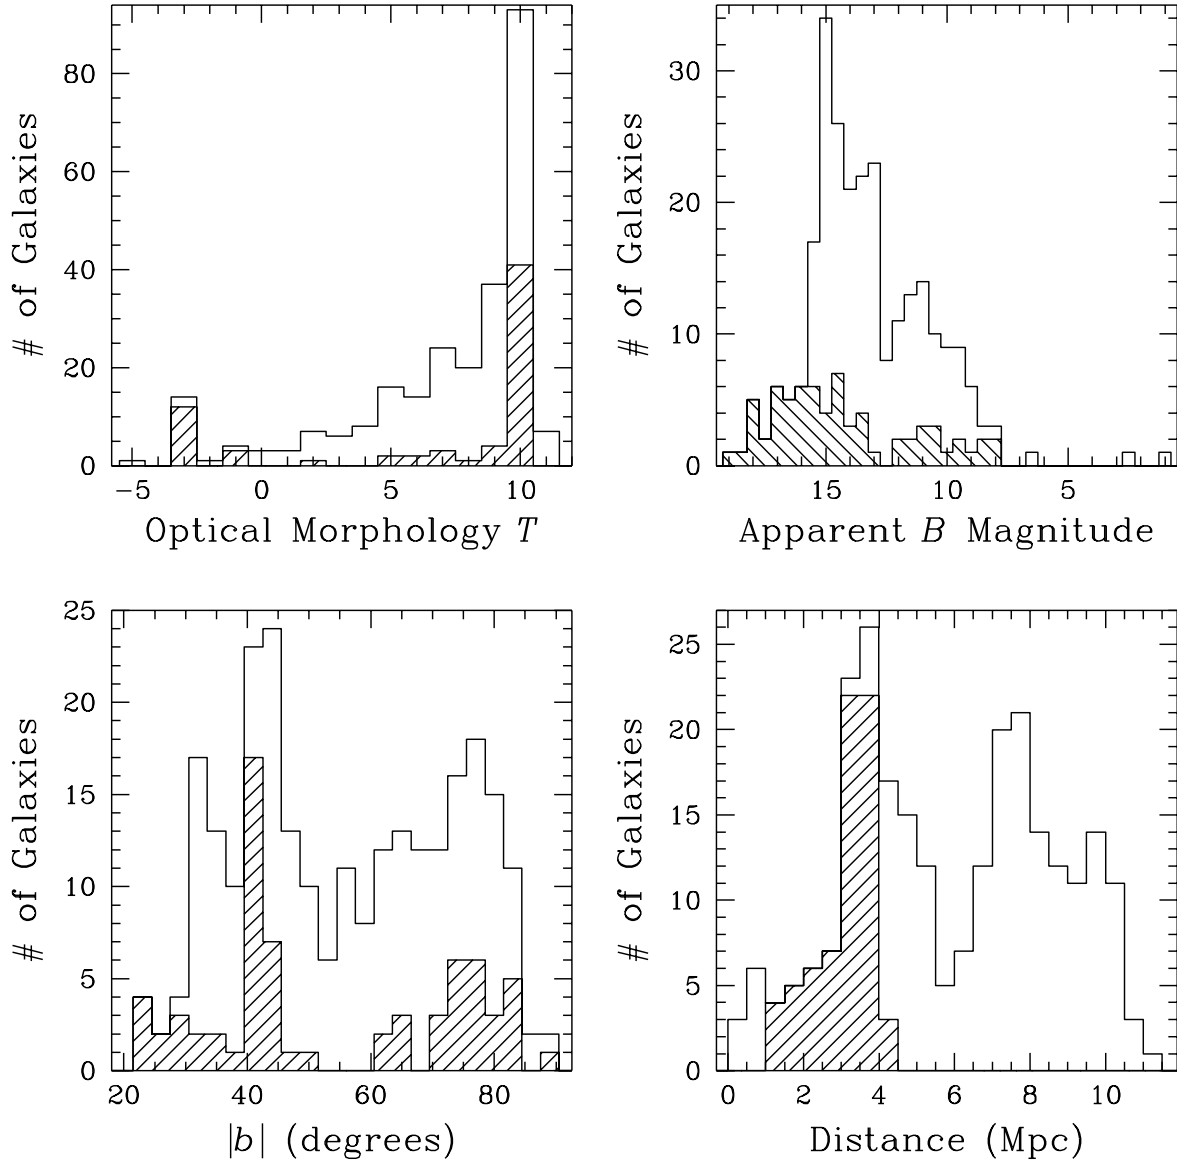 # of Galaxies
80
60
40
20
0
−5 0 5 10
Optical Morphology T
# of Galaxies
30
20
10
0
15 10 5
Apparent B Magnitude
# of Galaxies
25
20
15
10
5
0
20 40 60 80
|b| (degrees)
# of Galaxies
25
20
15
10
5
0
0 2 4 6 8 10
Distance (Mpc)